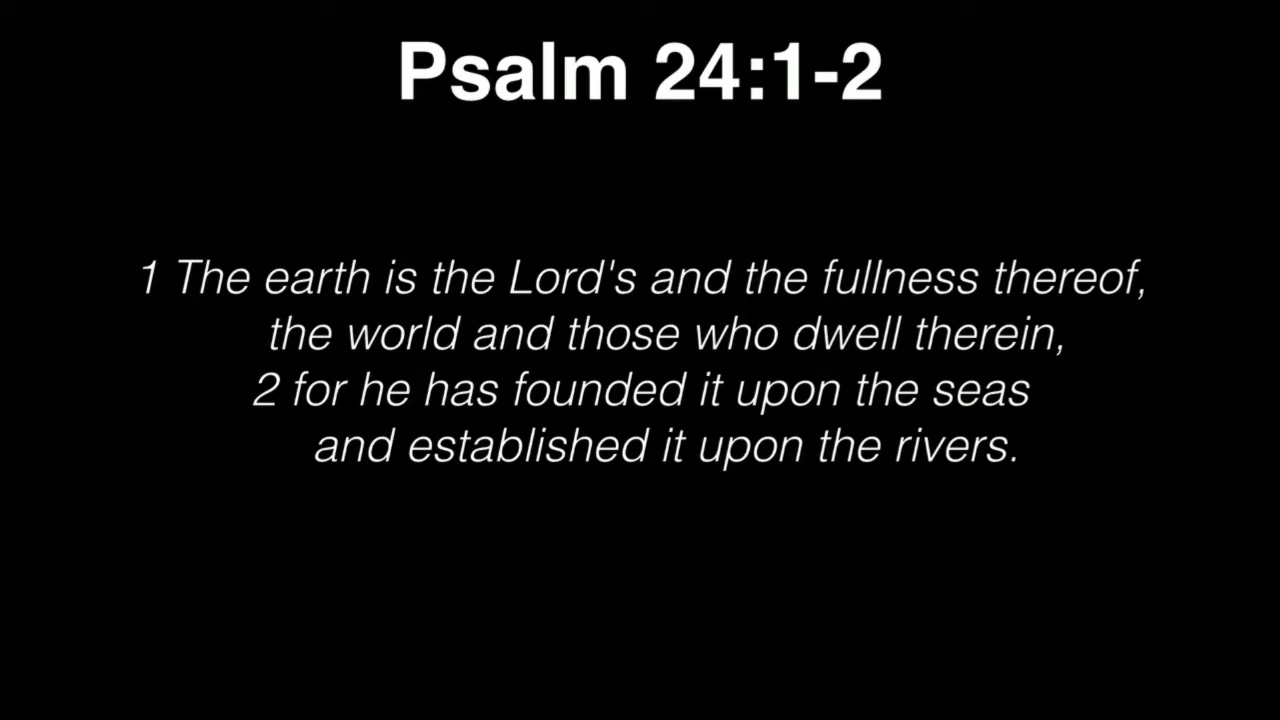 Psalm 24:1-2
1 The earth is the Lord's and the fullness thereof,
the world and those who dwell therein,
2 for he has founded it upon the seas
and established it upon the rivers.